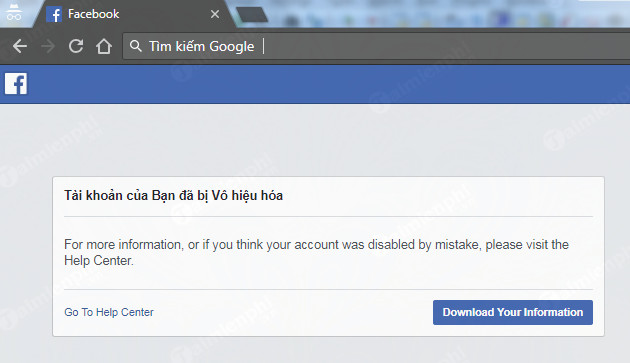 Facebook
Tìm kiếm Google
Tài khoản của Bạn đã bị Vô hiệu hóa
For more information, or if you think your account was disabled by mistake, please visit the
Help Center.
Go To Help Center
Download Your Information